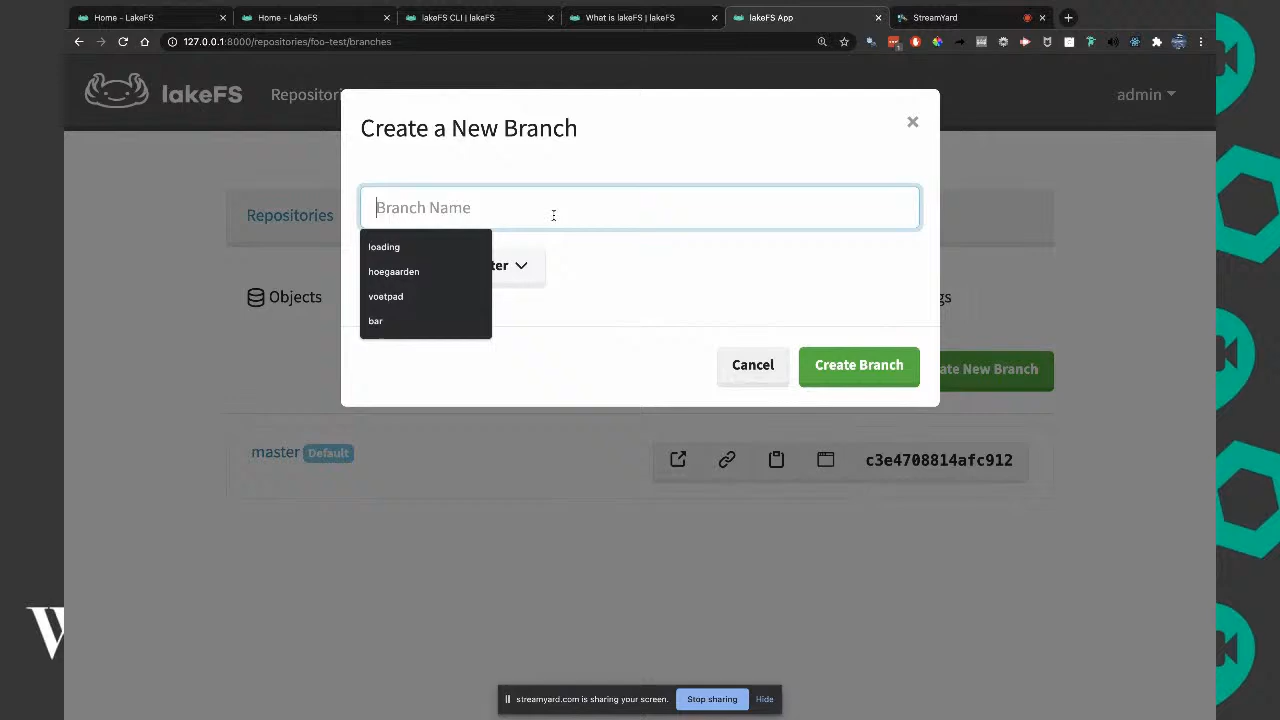 Home - LakeFS
Home - LakeFS
lakeFS CLI | lakeFS
What is lakeFS | lakeFS
lakeFS App
StreamYard
127.0.0.1:8000/repositories/foo-test/branches
lakeFS
Repositori
admin
Create a New Branch
×
Repositories
Branch Name
loading
hoegaarden
voetpad
bar
ter
Objects
gs
Cancel
Create Branch
ate New Branch
master
Default
c3e4708814afc912
streamyard.com is sharing your screen.
Stop sharing
Hide